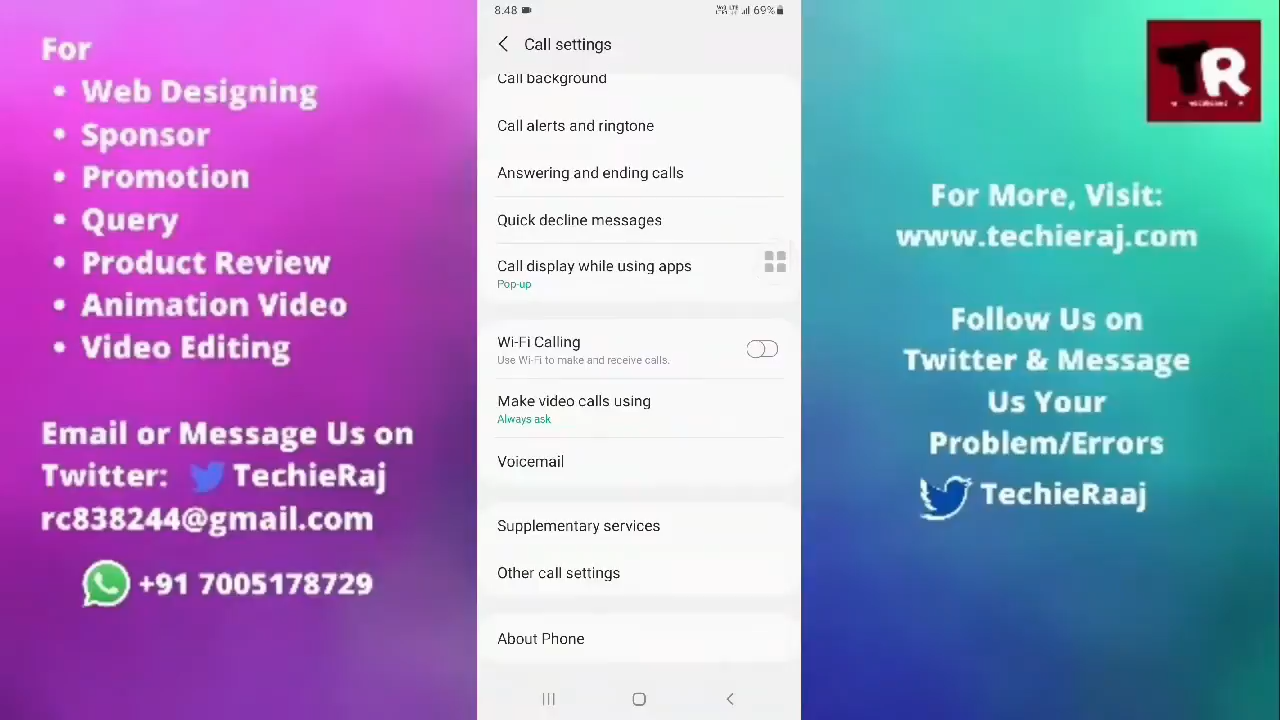 For
• Web Designing
• Sponsor
• Promotion
• Query
• Product Review
• Animation Video
• Video Editing
Email or Message Us on
Twitter: TechieRaj
rc838244@gmail.com
+91 7005178729
8.48
69%
Call settings
Call background
Call alerts and ringtone
Answering and ending calls
Quick decline messages
Call display while using apps
Pop-up
Wi-Fi Calling
Use Wi-Fi to make and receive calls.
Make video calls using
Always ask
Voicemail
Supplementary services
Other call settings
About Phone
TR
For More, Visit:
www.techieraj.com
Follow Us on
Twitter & Message
Us Your
Problem/Errors
TechieRaaj